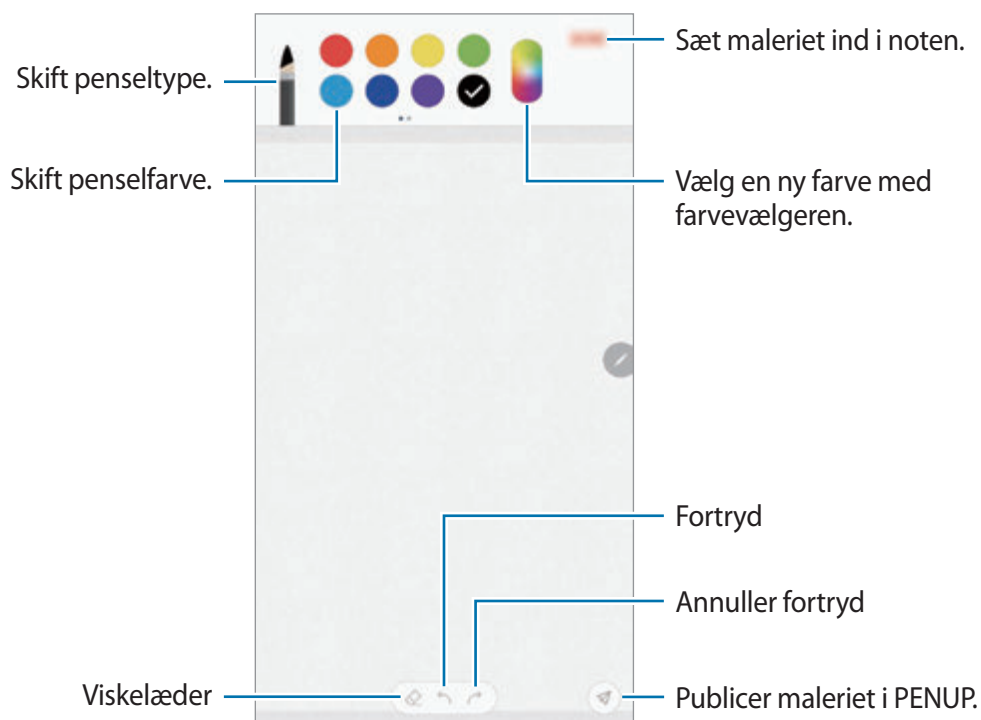 Sæt maleriet ind i noten.
Skift penseltype.
Skift penselfarve.
Vælg en ny farve med
farvevælgeren.
Fortryd
Annuller fortryd
Viskelæder
Publicer maleriet i PENUP.